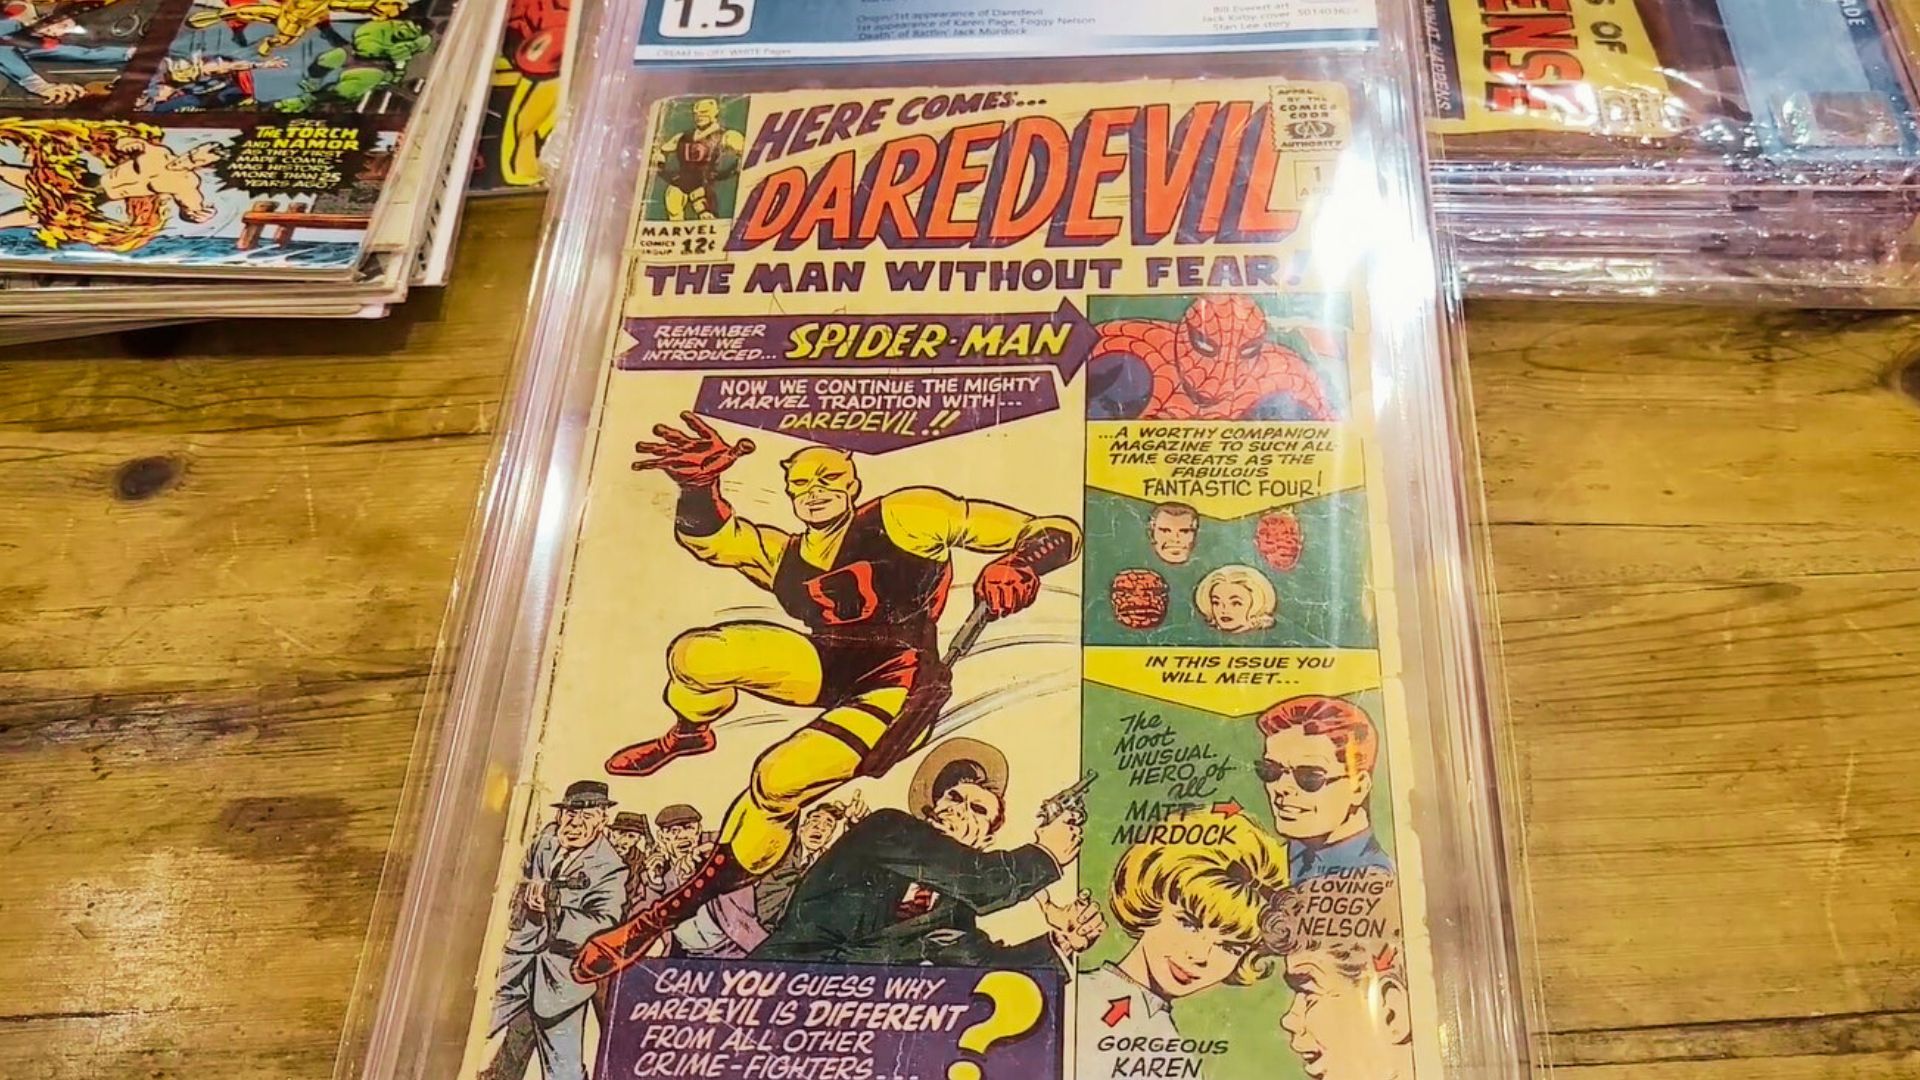 1.5
Origin/1st appearance of Daredevil
1st appearance of Karen Page, Foggy Nelson
"Death" of Battlin' Jack Murdock
Bill Everett art
Jack Kirby cover
Stan Lee story
CREAM to OFF-WHITE Pages
SEE
THE TORCH
AND NAMOR
AS THEY FIRST
MADE COMIC
MAG HISTORY
MORE THAN 25
YEARS AGO!
ENSE
OF
WHAT HAPPENS
HERE COMES...
DAREDEVIL
APPR
BY THE
COMICS
CODE
AUTHORITY
1
MARVEL
COMICS
GROUP
12¢
THE MAN WITHOUT FEAR!
REMEMBER
WHEN WE
INTRODUCED...
SPIDER-MAN
NOW WE CONTINUE THE MIGHTY
MARVEL TRADITION WITH...
DAREDEVIL!!
...A WORTHY COMPANION
MAGAZINE TO SUCH ALL-
TIME GREATS AS THE
FABULOUS
FANTASTIC FOUR!
IN THIS ISSUE YOU
WILL MEET...
The
Most
UNUSUAL
HERO of
all
MATT
MURDOCK
"FUN-
LOVING"
FOGGY
NELSON
GORGEOUS
KAREN
D
CAN YOU GUESS WHY
DAREDEVIL IS DIFFERENT
FROM ALL OTHER
CRIME-FIGHTERS...
?